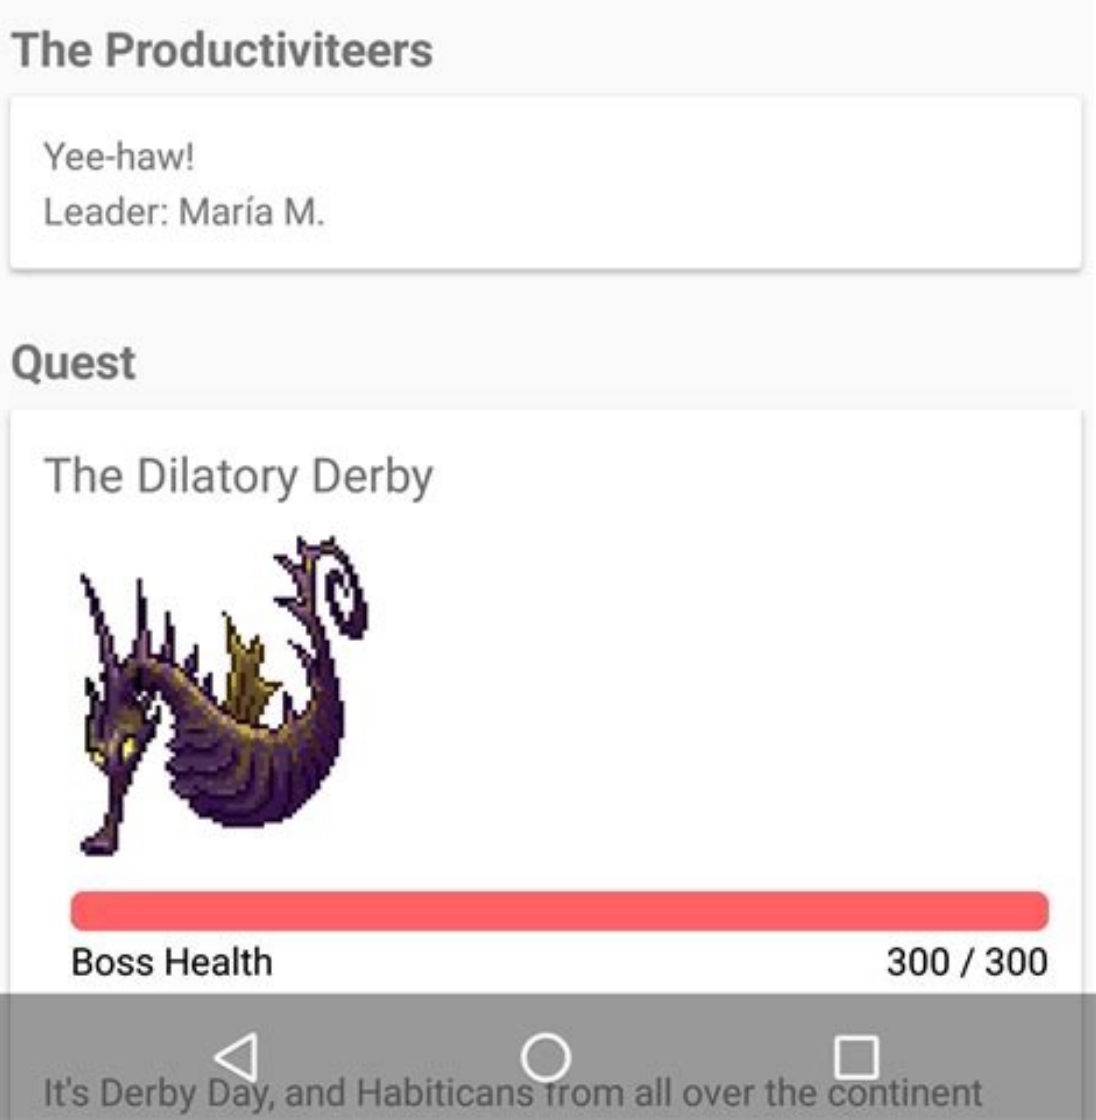 The Productiviteers
Yee-haw!
Leader: María M.
Quest
The Dilatory Derby
Boss Health
300 / 300
It's Derby Day, and Habiticans from all over the continent